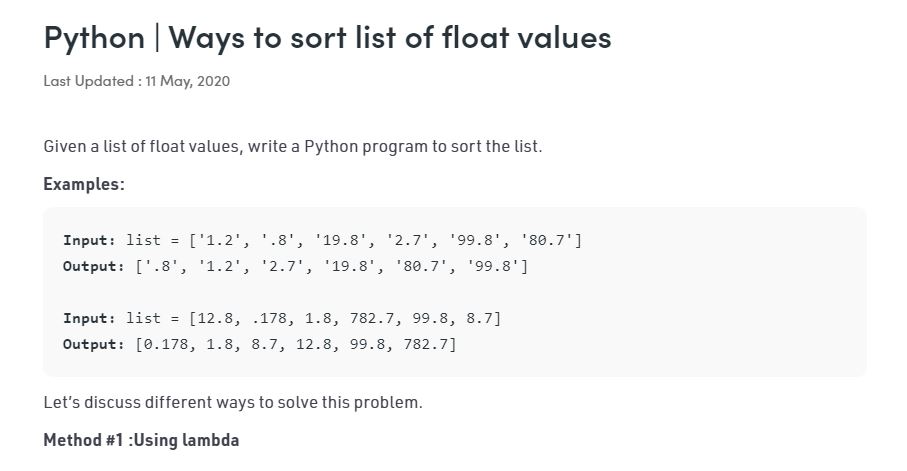 Python | Ways to sort list of float values
Last Updated : 11 May, 2020
Given a list of float values, write a Python program to sort the list.
Examples:
Input: list = ['1.2', '.8', '19.8', '2.7', '99.8', '80.7']
Output: ['.8', '1.2', '2.7', '19.8', '80.7', '99.8']
Input: list = [12.8, .178, 1.8, 782.7, 99.8, 8.7]
Output: [0.178, 1.8, 8.7, 12.8, 99.8, 782.7]
Let’s discuss different ways to solve this problem.
Method #1 :Using lambda